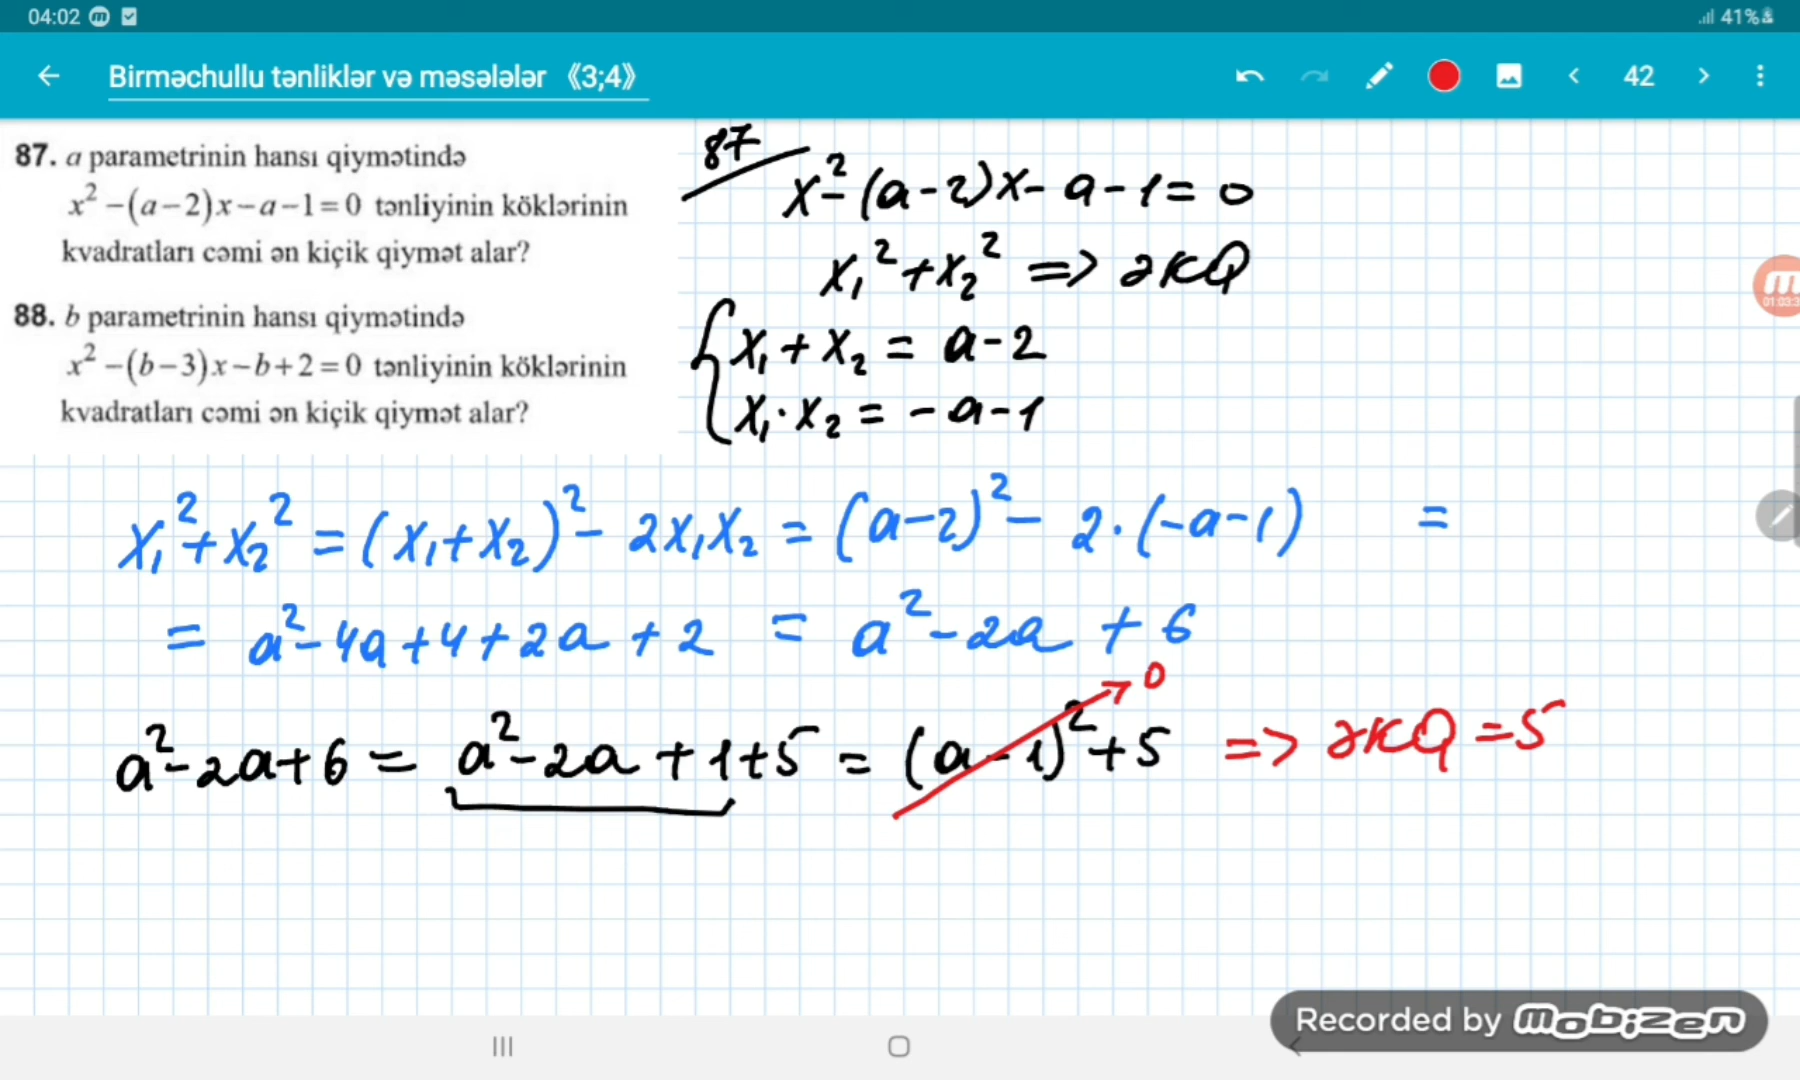 04:02
41%
Birməchullu tənliklər və məsələlər 《3;4》
42
87. a parametrinin hansı qiymətində
x² − (a − 2)x − a − 1 = 0 tənliyinin köklərinin
kvadratları cəmi ən kiçik qiymət alar?
88. b parametrinin hansı qiymətində
x² − (b − 3)x − b + 2 = 0 tənliyinin köklərinin
kvadratları cəmi ən kiçik qiymət alar?
87
x² − (a − 2)x − a − 1 = 0
x₁² + x₂² => əKQ
x₁ + x₂ = a − 2
x₁ · x₂ = − a − 1
x₁² + x₂² = (x₁ + x₂)² − 2x₁x₂ = (a − 2)² − 2 · (−a − 1) =
= a² − 4a + 4 + 2a + 2 = a² − 2a + 6
a² − 2a + 6 = a² − 2a + 1 + 5 = (a − 1)² + 5 => əKQ = 5
0
Recorded by Mobizen